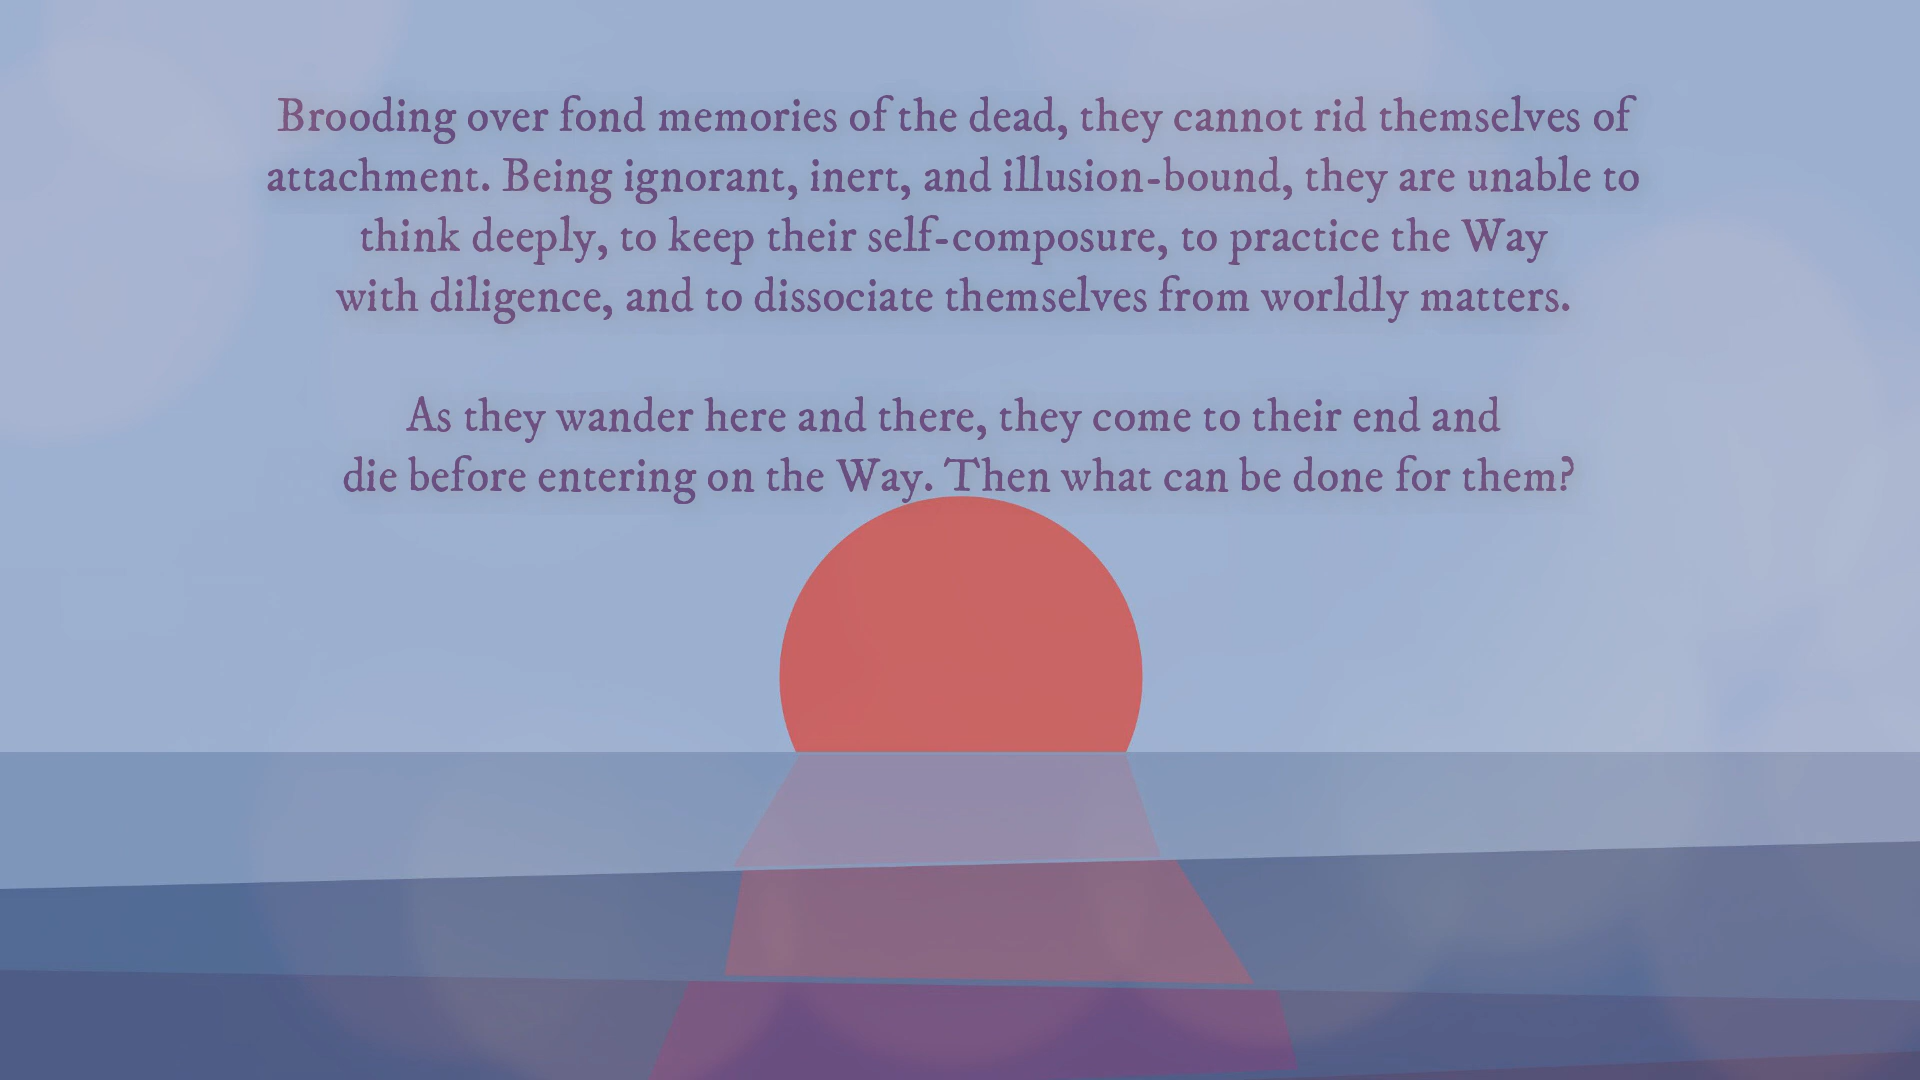 Brooding over fond memories of the dead, they cannot rid themselves of
attachment. Being ignorant, inert, and illusion-bound, they are unable to
think deeply, to keep their self-composure, to practice the Way
with diligence, and to dissociate themselves from worldly matters.
As they wander here and there, they come to their end and
die before entering on the Way. Then what can be done for them?